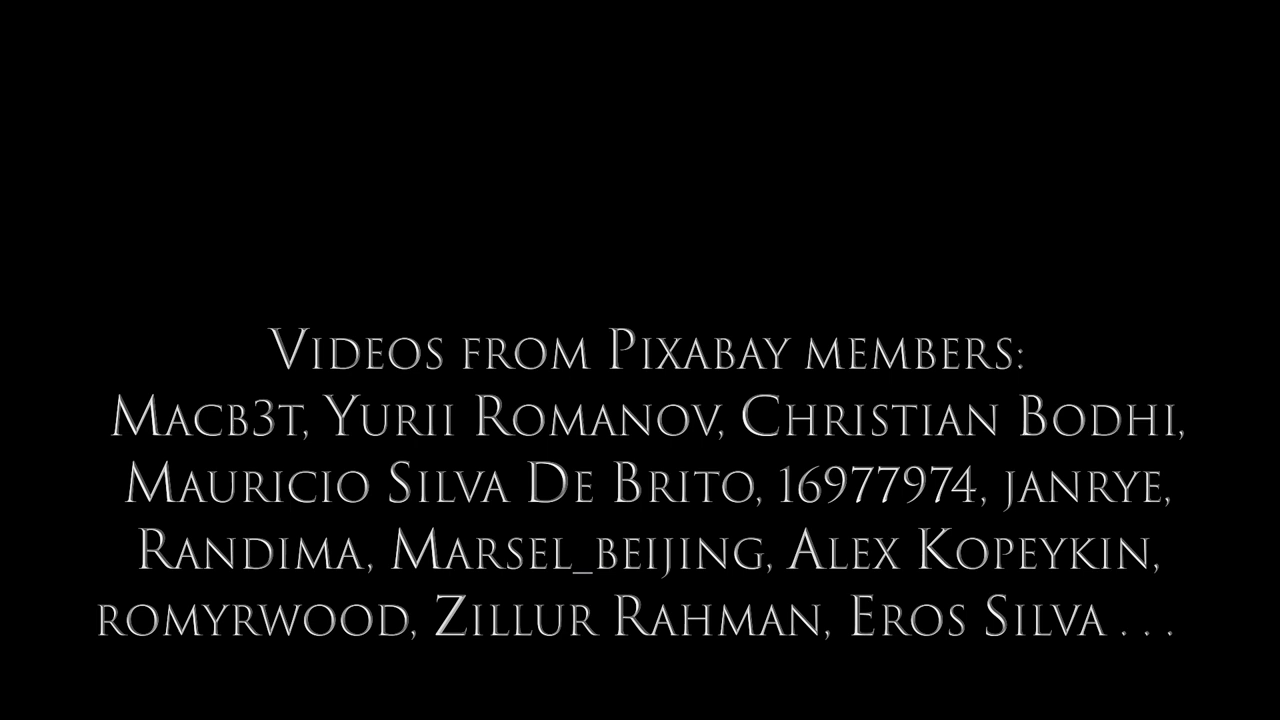 Videos from Pixabay members:
Macb3t, Yurii Romanov, Christian Bodhi,
Mauricio Silva De Brito, 16977974, janrye,
Randima, Marsel_beijing, Alex Kopeykin,
romyrwood, Zillur Rahman, Eros Silva . . .